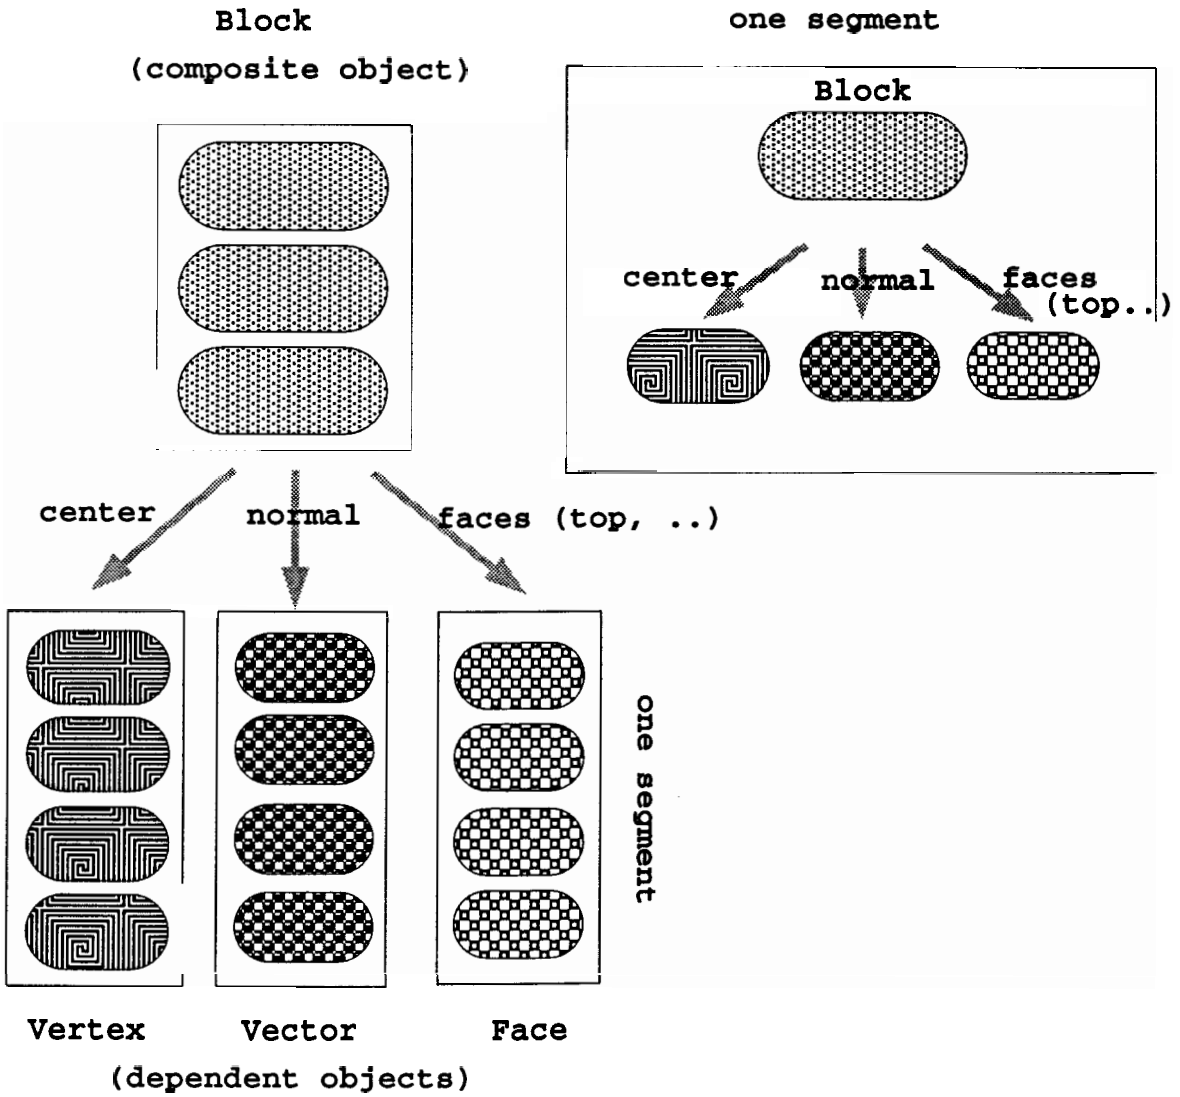 Block
(composite object)
one segment
Block
center
normal
faces
(top..)
center
normal
faces (top, ..)
one segment
Vertex
Vector
Face
(dependent objects)